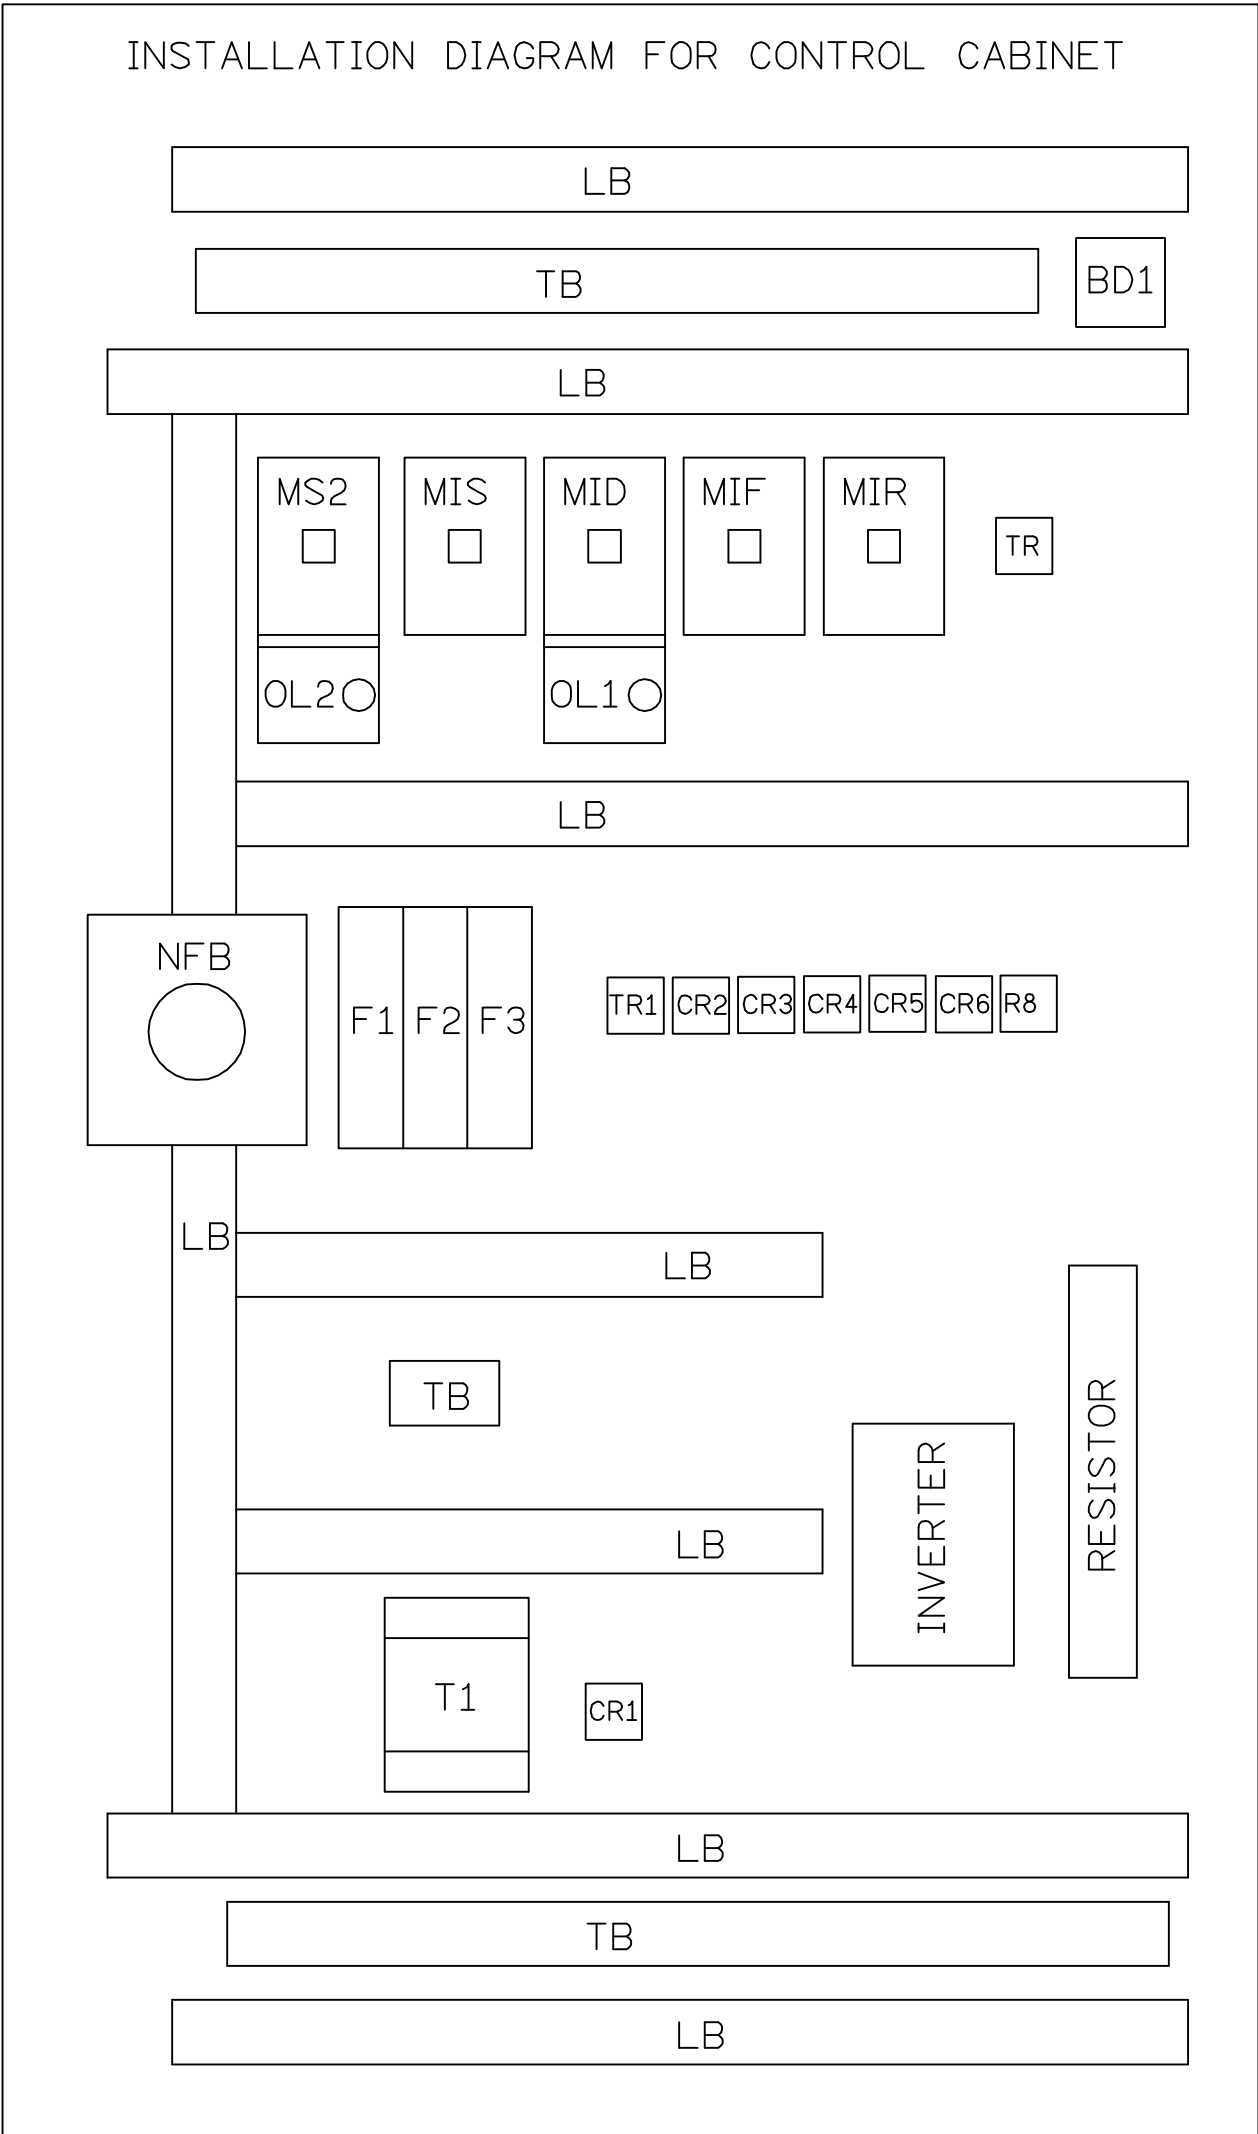 INSTALLATION DIAGRAM FOR CONTROL CABINET
LB
TB
BD1
LB
MS2
MIS
MID
MIF
MIR
TR
OL2
OL1
LB
NFB
F1
F2
F3
TR1
CR2
CR3
CR4
CR5
CR6
R8
LB
LB
TB
INVERTER
RESISTOR
LB
T1
CR1
LB
TB
LB